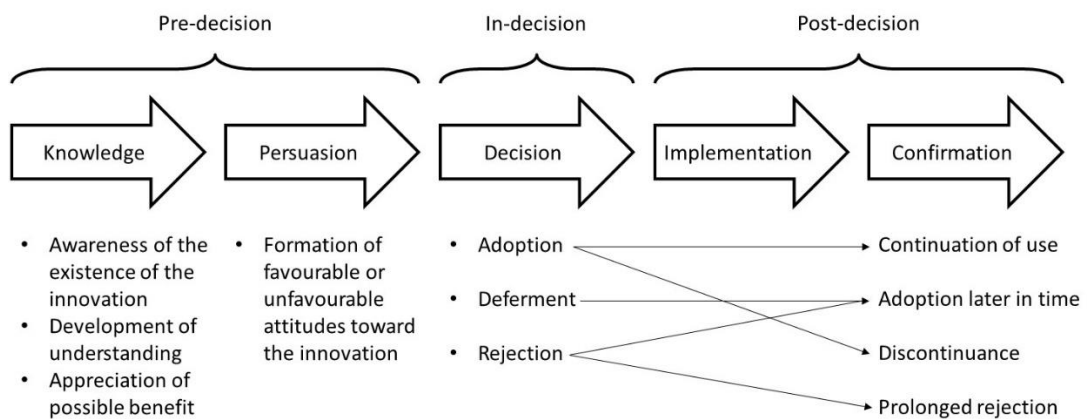 Pre-decision
In-decision
Post-decision
Knowledge
Persuasion
Decision
Implementation
Confirmation
• Awareness of the
existence of the
innovation
• Development of
understanding
• Appreciation of
possible benefit
• Formation of
favourable or
unfavourable
attitudes toward
the innovation
• Adoption
• Deferment
• Rejection
Continuation of use
Adoption later in time
Discontinuance
Prolonged rejection